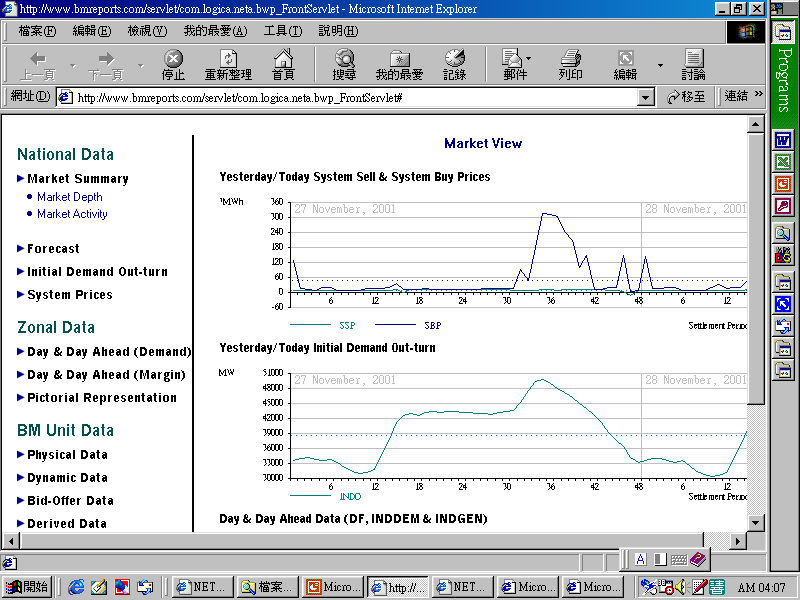 http://www.bmreports.com/servlet/com.logica.neta.bwp_FrontServlet - Microsoft Internet Explorer
檔案(F) 編輯(E) 檢視(V) 我的最愛(A) 工具(T) 說明(H)
上一頁 下一頁 停止 重新整理 首頁 搜尋 我的最愛 記錄 郵件 列印 編輯 討論
網址(D) http://www.bmreports.com/servlet/com.logica.neta.bwp_FrontServlet# 移至 連結 »
Programs
National Data
Market Summary
Market Depth
Market Activity
Forecast
Initial Demand Out-turn
System Prices
Zonal Data
Day & Day Ahead (Demand)
Day & Day Ahead (Margin)
Pictorial Representation
BM Unit Data
Physical Data
Dynamic Data
Bid-Offer Data
Derived Data
Market View
Yesterday/Today System Sell & System Buy Prices
27 November, 2001 28 November, 2001
360
300
240
180
120
60
0
-60
6 12 18 24 30 36 42 48 6 12
SSP SBP
Settlement Perio
Yesterday/Today Initial Demand Out-turn
MW
27 November, 2001 28 November, 2001
51000
48000
45000
42000
39000
36000
33000
30000
6 12 18 24 30 36 42 48 6 12
INDO
Settlement Perio
Day & Day Ahead Data (DF, INDDEM & INDGEN)
A
開始 NET... 檔案... Micro... http://... NET... Micro... Micro... AM 04:07